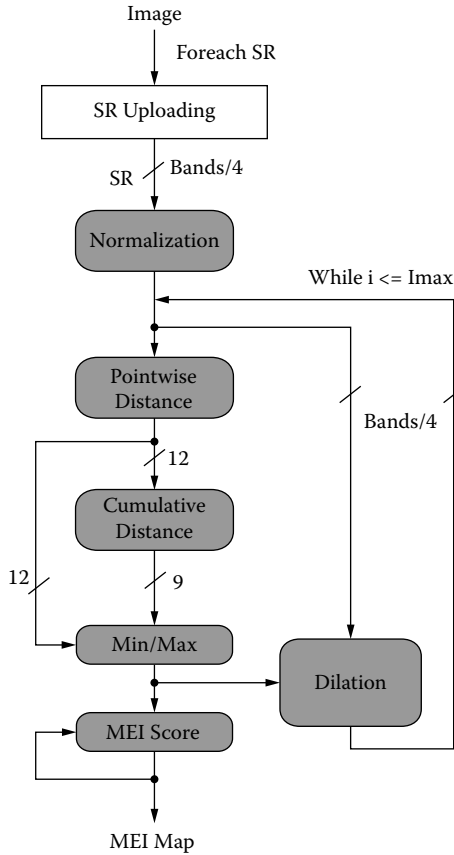 Image
Foreach SR
SR Uploading
SR
Bands/4
Normalization
While i <= Imax
Pointwise
Distance
Bands/4
12
Cumulative
Distance
12
9
Min/Max
Dilation
MEI Score
MEI Map